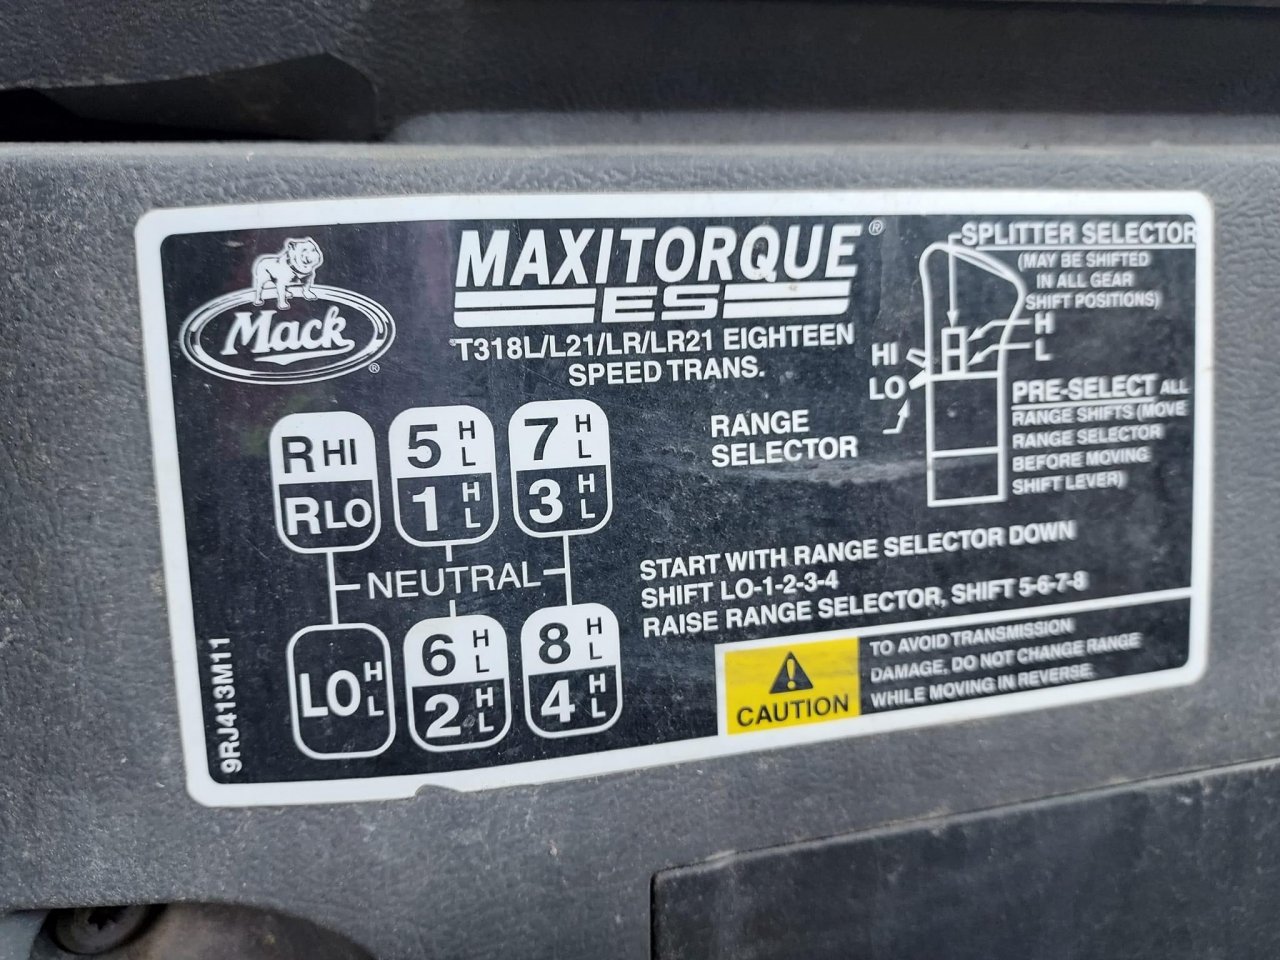 Mack®
MAXITORQUE®
ES
T318L/L21/LR/LR21 EIGHTEEN
SPEED TRANS.
R HI
R LO
5 H L
1 H L
7 H L
3 H L
NEUTRAL
LO H L
6 H L
2 H L
8 H L
4 H L
9RJ413M11
SPLITTER SELECTOR
(MAY BE SHIFTED
IN ALL GEAR
SHIFT POSITIONS)
H
L
HI
LO
RANGE
SELECTOR
PRE-SELECT ALL
RANGE SHIFTS (MOVE
RANGE SELECTOR
BEFORE MOVING
SHIFT LEVER)
START WITH RANGE SELECTOR DOWN
SHIFT LO-1-2-3-4
RAISE RANGE SELECTOR, SHIFT 5-6-7-8
CAUTION
TO AVOID TRANSMISSION
DAMAGE, DO NOT CHANGE RANGE
WHILE MOVING IN REVERSE.